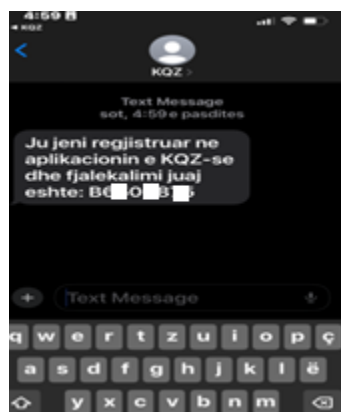 4:59
◂ KQZ
KQZ >
Text Message
sot, 4:59 e pasdites
Ju jeni regjistruar ne
aplikacionin e KQZ-se
dhe fjalekalimi juaj
eshte:
Text Message
q w e r t z u i o p ç
a s d f g h j k l ë
y x c v b n m